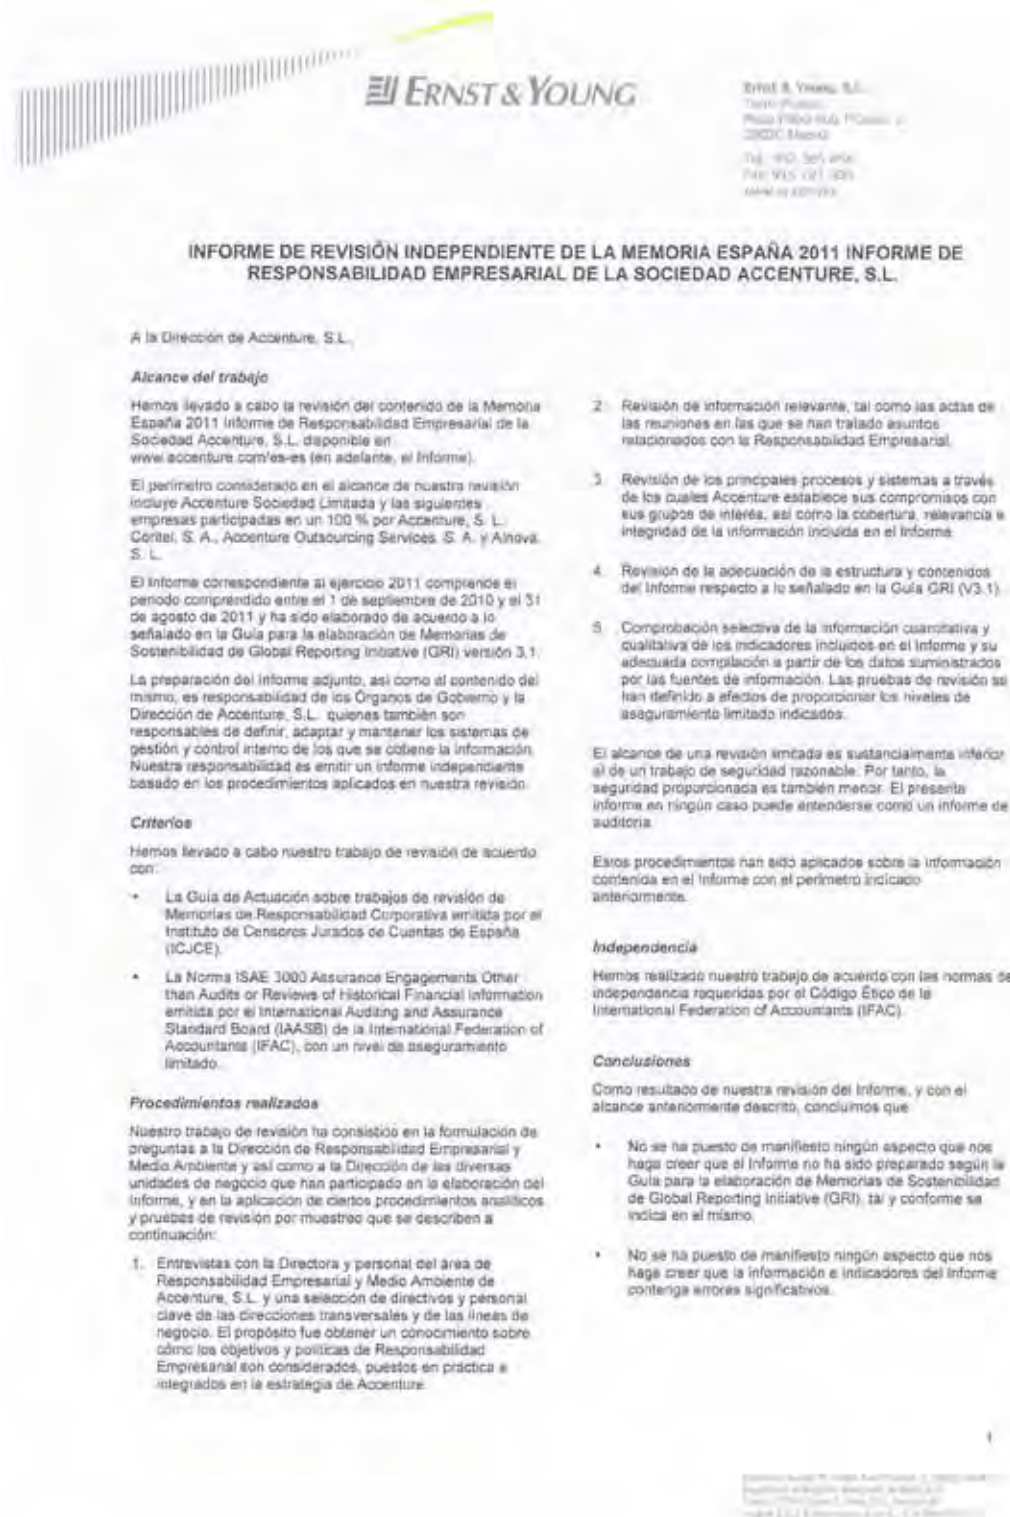 ERNST & YOUNG
Ernst & Young, S.L.
INFORME DE REVISIÓN INDEPENDIENTE DE LA MEMORIA ESPAÑA 2011 INFORME DE
RESPONSABILIDAD EMPRESARIAL DE LA SOCIEDAD ACCENTURE, S.L.
A la Dirección de Accenture, S.L.,
Alcance del trabajo
Hemos llevado a cabo la revisión del contenido de la Memoria
España 2011 Informe de Responsabilidad Empresarial de la
Sociedad Accenture, S.L. disponible en
www.accenture.com/es-es (en adelante, el Informe).
El perímetro considerado en el alcance de nuestra revisión
incluye Accenture Sociedad Limitada y las siguientes
empresas participadas en un 100 % por Accenture, S. L.
Coritel, S. A., Accenture Outsourcing Services, S. A. y Alnova,
S. L.
El Informe correspondiente al ejercicio 2011 comprende el
periodo comprendido entre el 1 de septiembre de 2010 y el 31
de agosto de 2011 y ha sido elaborado de acuerdo a lo
señalado en la Guía para la elaboración de Memorias de
Sostenibilidad de Global Reporting Initiative (GRI) versión 3.1.
La preparación del Informe adjunto, así como el contenido del
mismo, es responsabilidad de los Órganos de Gobierno y la
Dirección de Accenture, S.L. quienes también son
responsables de definir, adaptar y mantener los sistemas de
gestión y control interno de los que se obtiene la información.
Nuestra responsabilidad es emitir un informe independiente
basado en los procedimientos aplicados en nuestra revisión.
Criterios
Hemos llevado a cabo nuestro trabajo de revisión de acuerdo
con:
• La Guía de Actuación sobre trabajos de revisión de
Memorias de Responsabilidad Corporativa emitida por el
Instituto de Censores Jurados de Cuentas de España
(ICJCE).
• La Norma ISAE 3000 Assurance Engagements Other
than Audits or Reviews of Historical Financial Information
emitida por el International Auditing and Assurance
Standard Board (IAASB) de la International Federation of
Accountants (IFAC), con un nivel de aseguramiento
limitado.
Procedimientos realizados
Nuestro trabajo de revisión ha consistido en la formulación de
preguntas a la Dirección de Responsabilidad Empresarial y
Medio Ambiente y así como a la Dirección de las diversas
unidades de negocio que han participado en la elaboración del
Informe, y en la aplicación de ciertos procedimientos analíticos
y pruebas de revisión por muestreo que se describen a
continuación:
1. Entrevistas con la Directora y personal del área de
Responsabilidad Empresarial y Medio Ambiente de
Accenture, S.L. y una selección de directivos y personal
clave de las direcciones transversales y de las líneas de
negocio. El propósito fue obtener un conocimiento sobre
cómo los objetivos y políticas de Responsabilidad
Empresarial son considerados, puestos en práctica e
integrados en la estrategia de Accenture.
2. Revisión de información relevante, tal como las actas de
las reuniones en las que se han tratado asuntos
relacionados con la Responsabilidad Empresarial.
3. Revisión de los principales procesos y sistemas a través
de los cuales Accenture establece sus compromisos con
sus grupos de interés, así como la cobertura, relevancia e
integridad de la información incluida en el Informe.
4. Revisión de la adecuación de la estructura y contenidos
del Informe respecto a lo señalado en la Guía GRI (V3.1).
5. Comprobación selectiva de la información cuantitativa y
cualitativa de los indicadores incluidos en el Informe y su
adecuada compilación a partir de los datos suministrados
por las fuentes de información. Las pruebas de revisión se
han definido a efectos de proporcionar los niveles de
aseguramiento limitado indicados.
El alcance de una revisión limitada es sustancialmente inferior
al de un trabajo de seguridad razonable. Por tanto, la
seguridad proporcionada es también menor. El presente
informe en ningún caso puede entenderse como un informe de
auditoría.
Estos procedimientos han sido aplicados sobre la información
contenida en el Informe con el perímetro indicado
anteriormente.
Independencia
Hemos realizado nuestro trabajo de acuerdo con las normas de
independencia requeridas por el Código Ético de la
International Federation of Accountants (IFAC).
Conclusiones
Como resultado de nuestra revisión del Informe, y con el
alcance anteriormente descrito, concluimos que
• No se ha puesto de manifiesto ningún aspecto que nos
haga creer que el Informe no ha sido preparado según la
Guía para la elaboración de Memorias de Sostenibilidad
de Global Reporting Initiative (GRI), tal y conforme se
indica en el mismo.
• No se ha puesto de manifiesto ningún aspecto que nos
haga creer que la información e indicadores del Informe
contenga errores significativos.
1